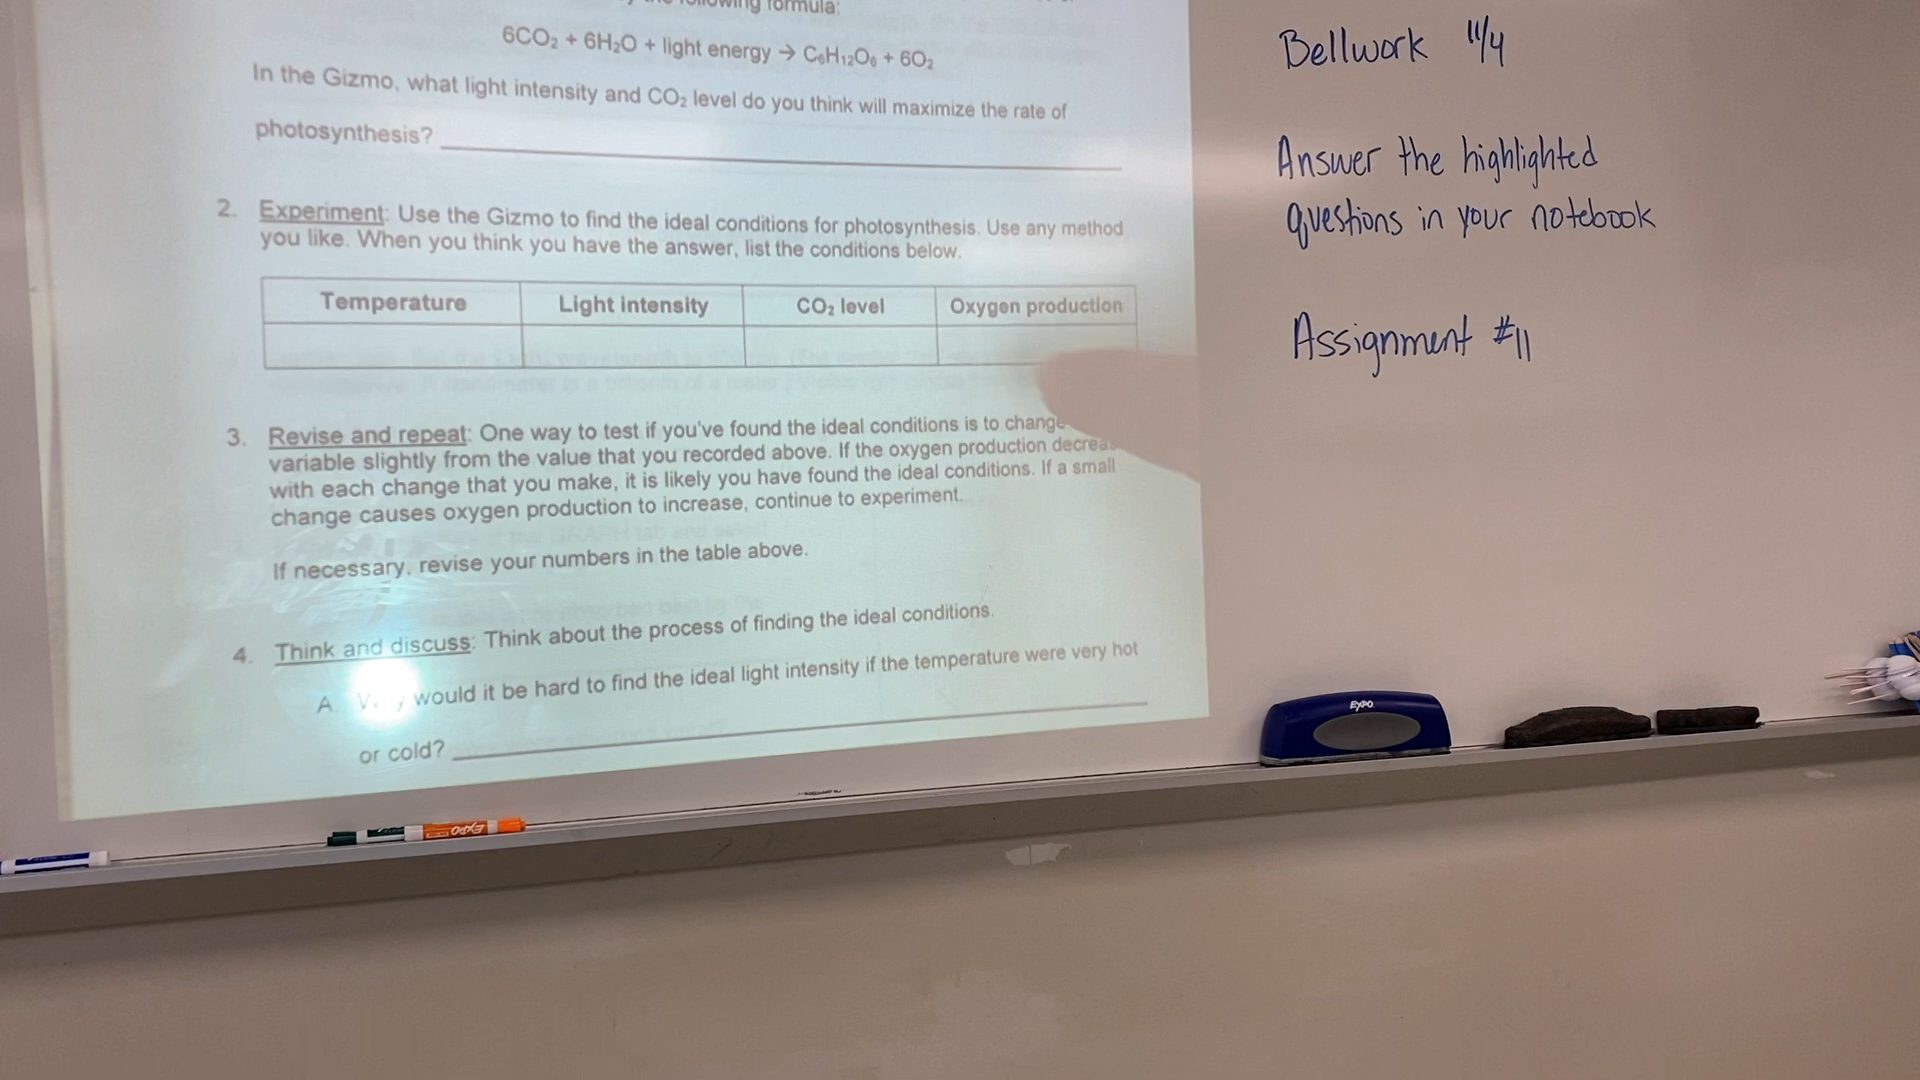 following formula:
6CO₂ + 6H₂O + light energy → C₆H₁₂O₆ + 6O₂
In the Gizmo, what light intensity and CO₂ level do you think will maximize the rate of
photosynthesis?
2. Experiment: Use the Gizmo to find the ideal conditions for photosynthesis. Use any method
you like. When you think you have the answer, list the conditions below.
Temperature Light intensity CO₂ level Oxygen production
3. Revise and repeat: One way to test if you've found the ideal conditions is to change
variable slightly from the value that you recorded above. If the oxygen production decreas
with each change that you make, it is likely you have found the ideal conditions. If a small
change causes oxygen production to increase, continue to experiment.
If necessary, revise your numbers in the table above.
4. Think and discuss: Think about the process of finding the ideal conditions.
A. would it be hard to find the ideal light intensity if the temperature were very hot
or cold?
Bellwork 11/4
Answer the highlighted
questions in your notebook
Assignment #11
EXPO
EXPO